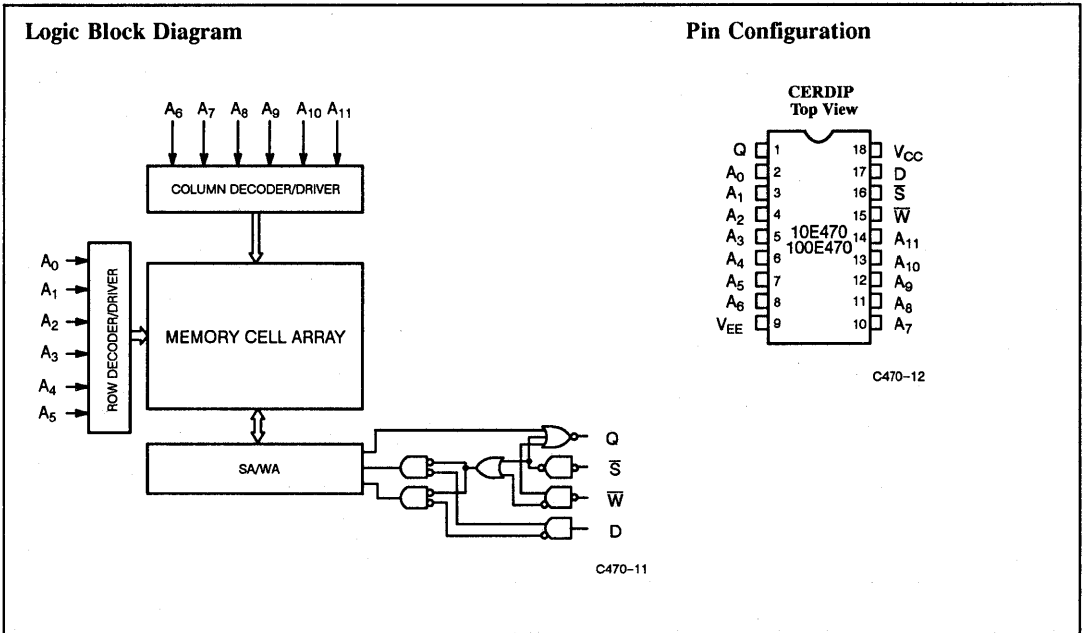 Logic Block Diagram
A6 A7 A8 A9 A10 A11
COLUMN DECODER/DRIVER
A0
A1
A2
A3
A4
A5
ROW DECODER/DRIVER
MEMORY CELL ARRAY
SA/WA
Q
S̅
W̅
D
C470-11
Pin Configuration
CERDIP
Top View
Q 1 18 VCC
A0 2 17 D
A1 3 16 S̅
A2 4 15 W̅
10E470
A3 5 14 A11
100E470
A4 6 13 A10
A5 7 12 A9
A6 8 11 A8
VEE 9 10 A7
C470-12